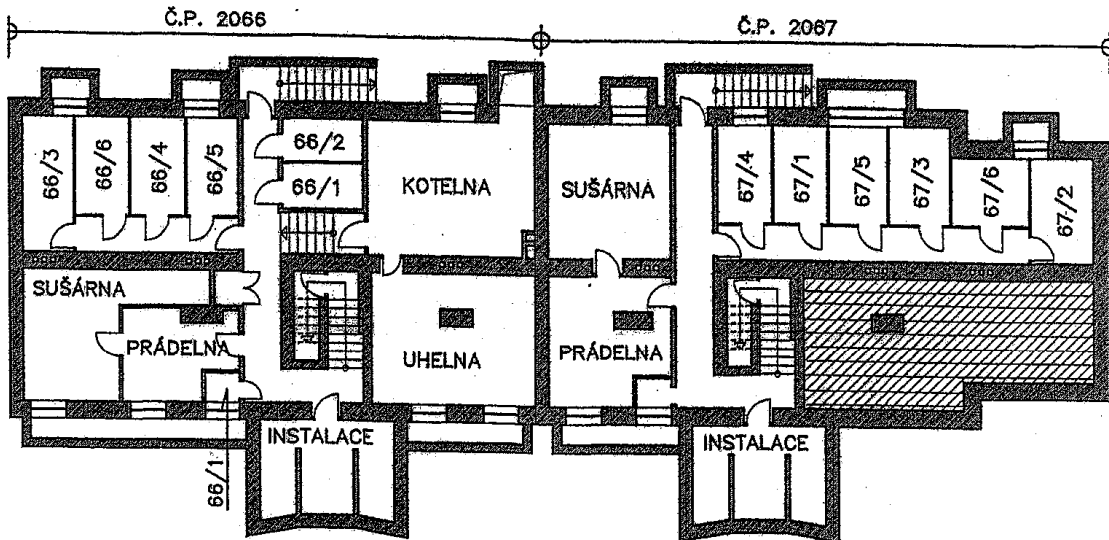 Č.P. 2066
Č.P. 2067
66/3
66/6
66/4
66/5
66/2
66/1
KOTELNA
SUŠÁRNA
67/4
67/1
67/5
67/3
67/6
67/2
SUŠÁRNA
PRÁDELNA
UHELNA
PRÁDELNA
INSTALACE
INSTALACE
66/1